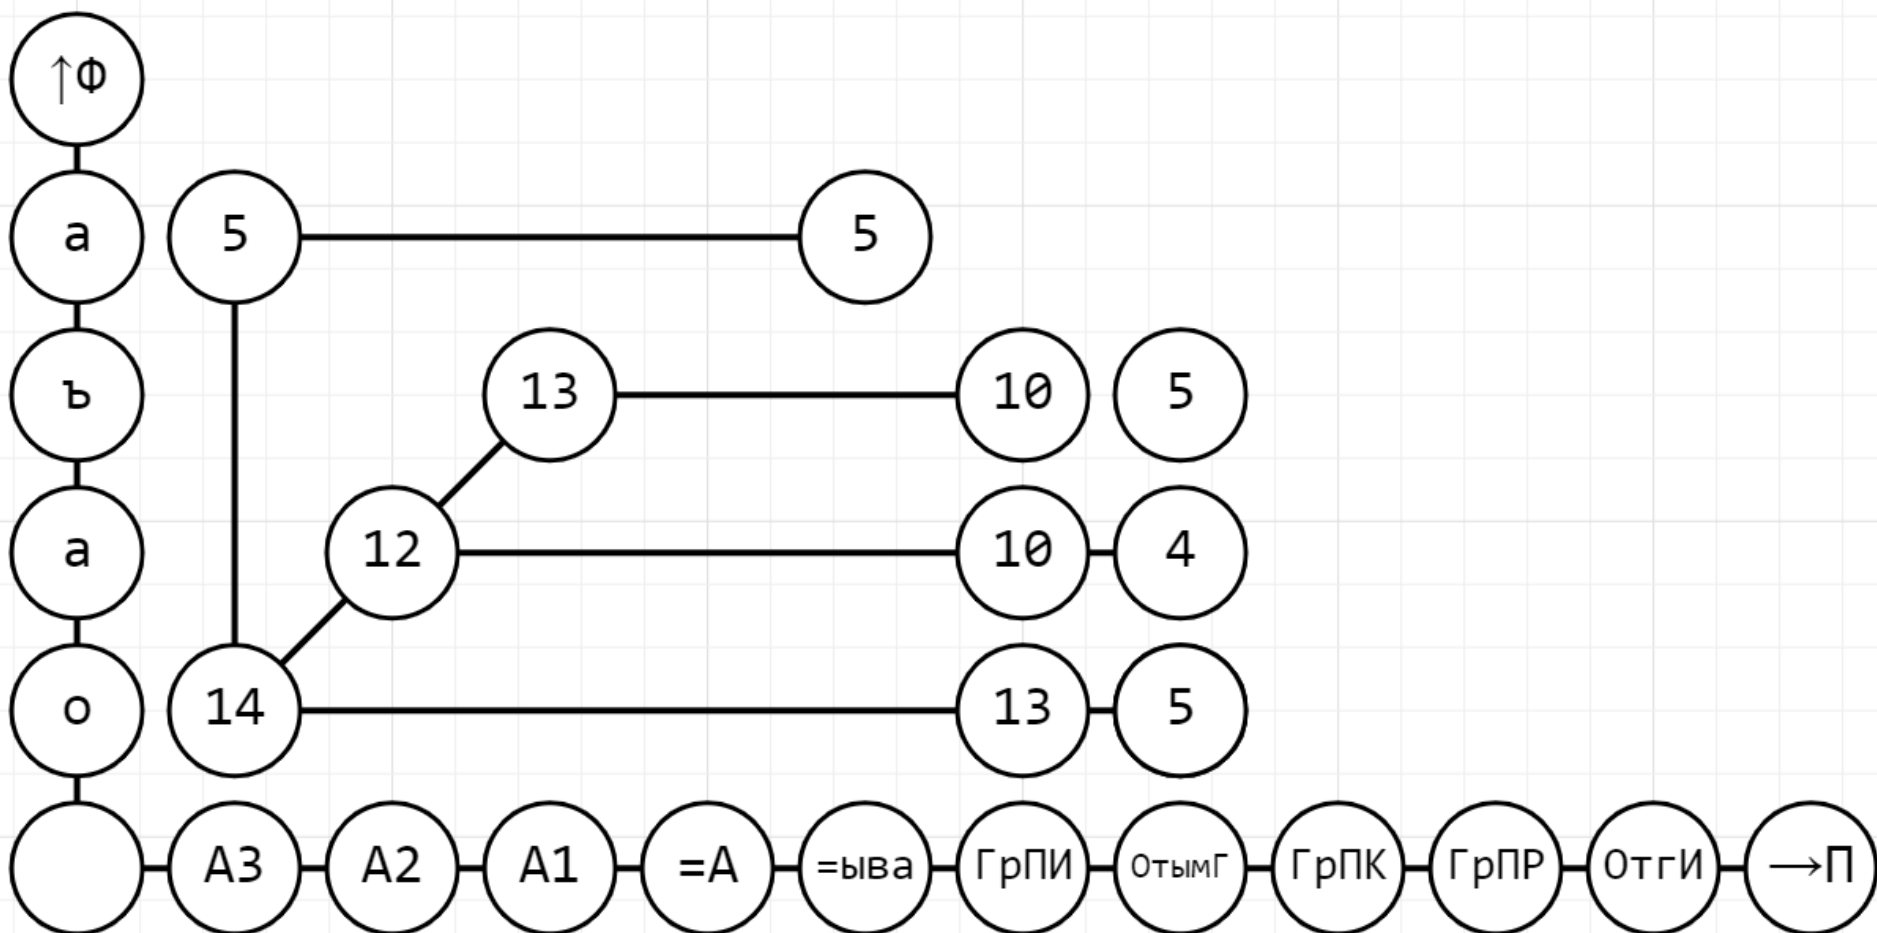 ↑Ф
а 5 5
ъ 13 10 5
а 12 10 4
о 14 13 5
А3 А2 А1 =А =ыва ГрПИ ОтымГ ГрПК ГрПР ОтгИ →П